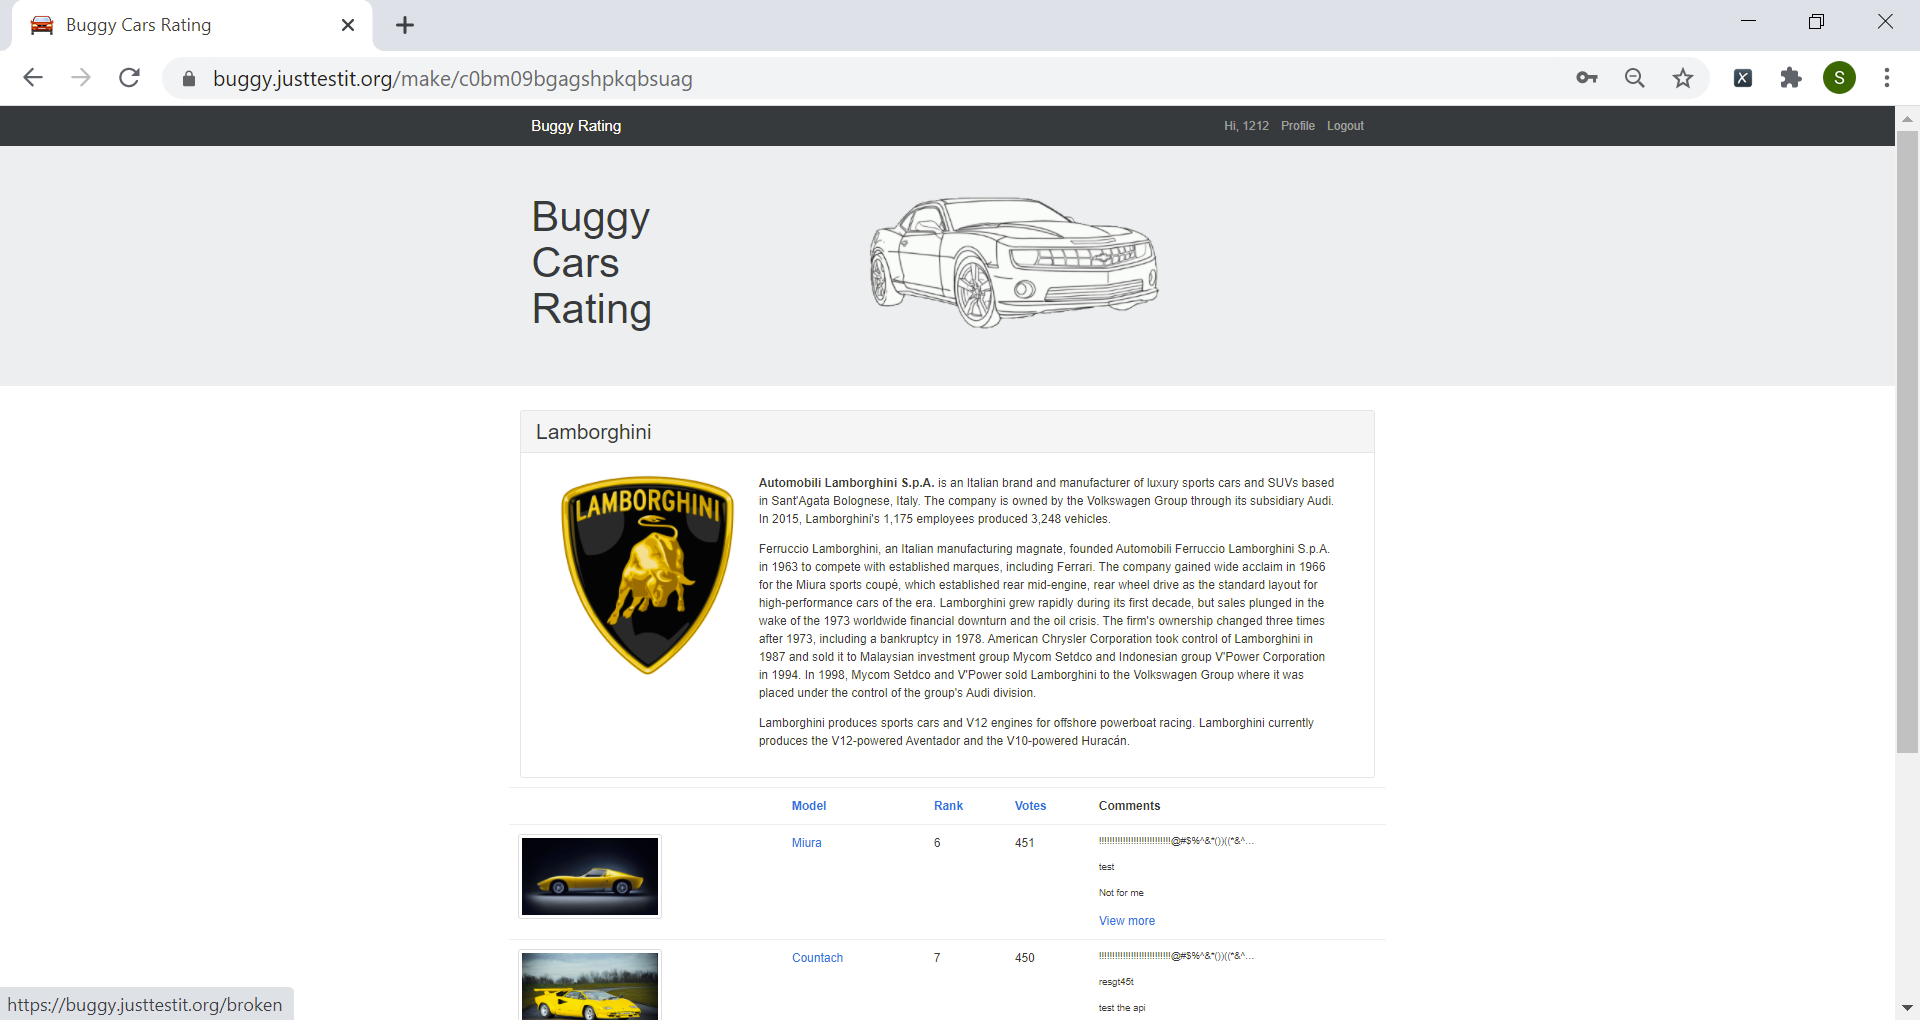 Buggy Cars Rating
buggy.justtestit.org/make/c0bm09bgagshpkqbsuag
S
Buggy Rating
Hi, 1212 Profile Logout
Buggy
Cars
Rating
Lamborghini
LAMBORGHINI
Automobili Lamborghini S.p.A. is an Italian brand and manufacturer of luxury sports cars and SUVs based
in Sant'Agata Bolognese, Italy. The company is owned by the Volkswagen Group through its subsidiary Audi.
In 2015, Lamborghini's 1,175 employees produced 3,248 vehicles.
Ferruccio Lamborghini, an Italian manufacturing magnate, founded Automobili Ferruccio Lamborghini S.p.A.
in 1963 to compete with established marques, including Ferrari. The company gained wide acclaim in 1966
for the Miura sports coupé, which established rear mid-engine, rear wheel drive as the standard layout for
high-performance cars of the era. Lamborghini grew rapidly during its first decade, but sales plunged in the
wake of the 1973 worldwide financial downturn and the oil crisis. The firm's ownership changed three times
after 1973, including a bankruptcy in 1978. American Chrysler Corporation took control of Lamborghini in
1987 and sold it to Malaysian investment group Mycom Setdco and Indonesian group V'Power Corporation
in 1994. In 1998, Mycom Setdco and V'Power sold Lamborghini to the Volkswagen Group where it was
placed under the control of the group's Audi division.
Lamborghini produces sports cars and V12 engines for offshore powerboat racing. Lamborghini currently
produces the V12-powered Aventador and the V10-powered Huracán.
Model Rank Votes Comments
Miura 6 451
test
Not for me
View more
Countach 7 450
resgt45t
test the api
https://buggy.justtestit.org/broken